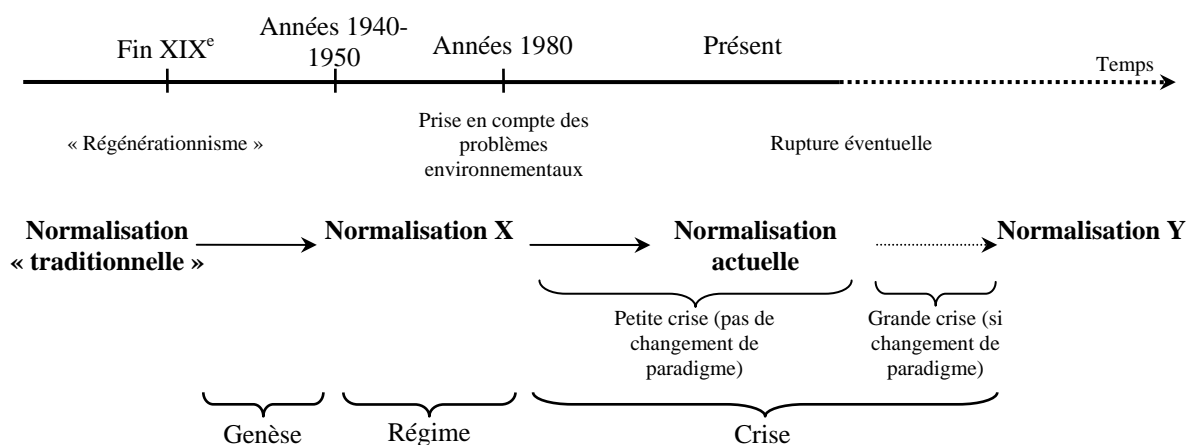 Fin XIXe
Années 1940-
1950
Années 1980
Présent
Temps
« Régénérationnisme »
Prise en compte des
problèmes
environnementaux
Rupture éventuelle
Normalisation
« traditionnelle »
Normalisation X
Normalisation
actuelle
Normalisation Y
Petite crise (pas de
changement de
paradigme)
Grande crise (si
changement de
paradigme)
Genèse
Régime
Crise